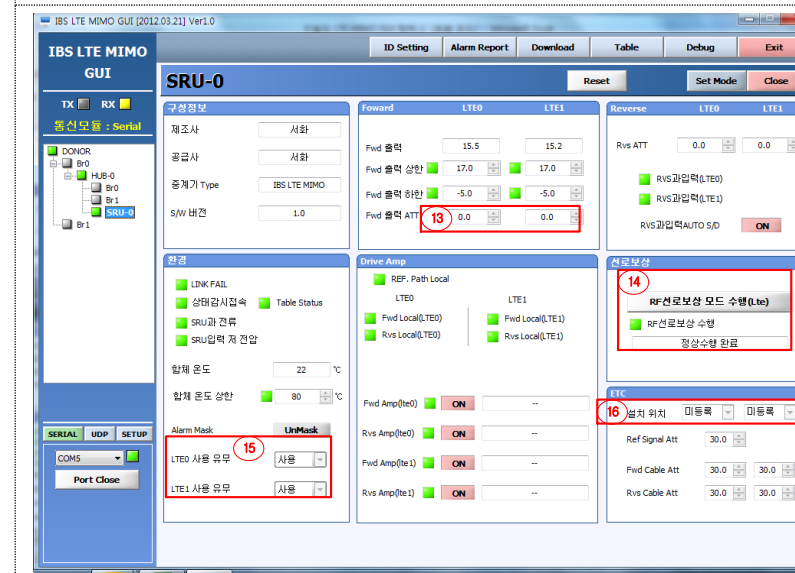 IBS LTE MIMO GUI [2012.03.21] Ver1.0
IBS LTE MIMO
GUI
ID Setting
Alarm Report
Download
Table
Debug
Exit
SRU-0
Reset
Set Mode
Close
TX RX
통신모듈 : Serial
DONOR
Br0
HUB-0
Br0
Br1
SRU-0
Br1
SERIAL UDP SETUP
COM5
Port Close
구성정보
제조사 서화
공급사 서화
중계기 Type IBS LTE MIMO
S/W 버전 1.0
Foward LTE0 LTE1
Fwd 출력 15.5 15.2
Fwd 출력 상한 17.0 17.0
Fwd 출력 하한 -5.0 -5.0
Fwd 출력 ATT 13 0.0 0.0
Reverse LTE0 LTE1
Rvs ATT 0.0 0.0
RVS과입력(LTE0)
RVS과입력(LTE1)
RVS과입력AUTO S/D ON
환경
LINK FAIL
상태감시접속 Table Status
SRU과 전류
SRU입력 저 전압
함체 온도 22 ℃
함체 온도 상한 80 ℃
Alarm Mask UnMask
15
LTE0 사용 유무 사용
LTE1 사용 유무 사용
Drive Amp
REF. Path Local
LTE0 LTE1
Fwd Local(LTE0) Fwd Local(LTE1)
Rvs Local(LTE0) Rvs Local(LTE1)
Fwd Amp(lte0) ON --
Rvs Amp(lte0) ON --
Fwd Amp(lte1) ON --
Rvs Amp(lte1) ON --
선로보상
14
RF선로보상 모드 수행(Lte)
RF선로보상 수행
정상수행 완료
ETC
16 설치 위치 미등록 미등록
Ref Signal Att 30.0
Fwd Cable Att 30.0 30.0
Rvs Cable Att 30.0 30.0